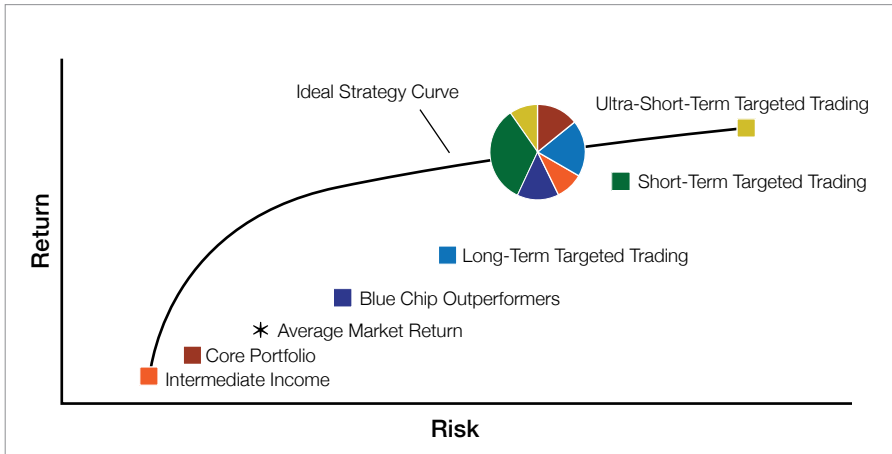 Ideal Strategy Curve
Ultra-Short-Term Targeted Trading
Short-Term Targeted Trading
Long-Term Targeted Trading
Blue Chip Outperformers
Average Market Return
Core Portfolio
Intermediate Income
Return
Risk